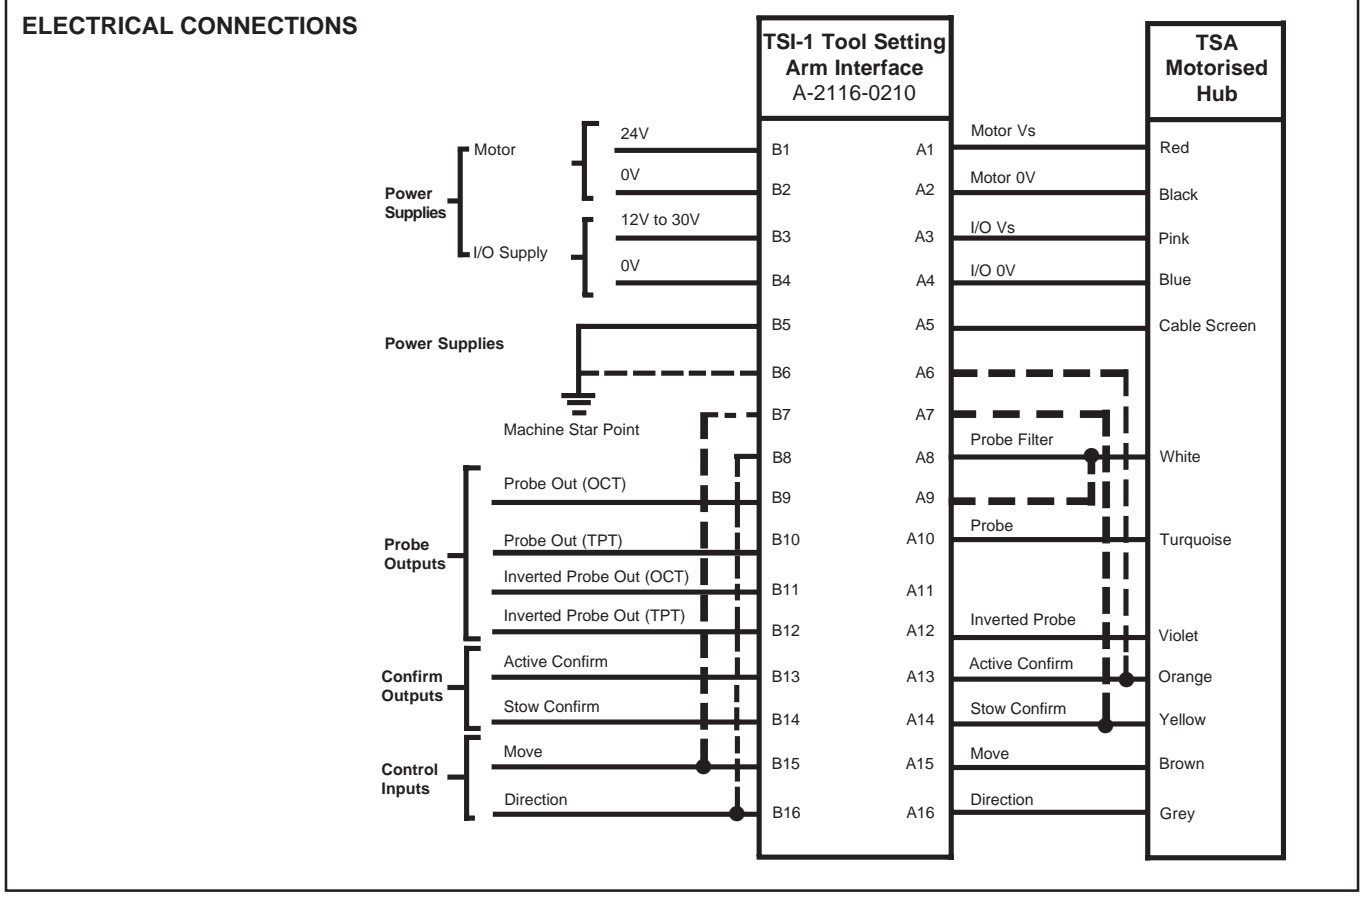 ELECTRICAL CONNECTIONS
TSI-1 Tool Setting
Arm Interface
A-2116-0210
TSA
Motorised
Hub
Power
Supplies
Motor
I/O Supply
24V
0V
12V to 30V
0V
Power Supplies
Machine Star Point
Probe
Outputs
Probe Out (OCT)
Probe Out (TPT)
Inverted Probe Out (OCT)
Inverted Probe Out (TPT)
Confirm
Outputs
Active Confirm
Stow Confirm
Control
Inputs
Move
Direction
B1
B2
B3
B4
B5
B6
B7
B8
B9
B10
B11
B12
B13
B14
B15
B16
A1
A2
A3
A4
A5
A6
A7
A8
A9
A10
A11
A12
A13
A14
A15
A16
Motor Vs
Motor 0V
I/O Vs
I/O 0V
Probe Filter
Probe
Inverted Probe
Active Confirm
Stow Confirm
Move
Direction
Red
Black
Pink
Blue
Cable Screen
White
Turquoise
Violet
Orange
Yellow
Brown
Grey